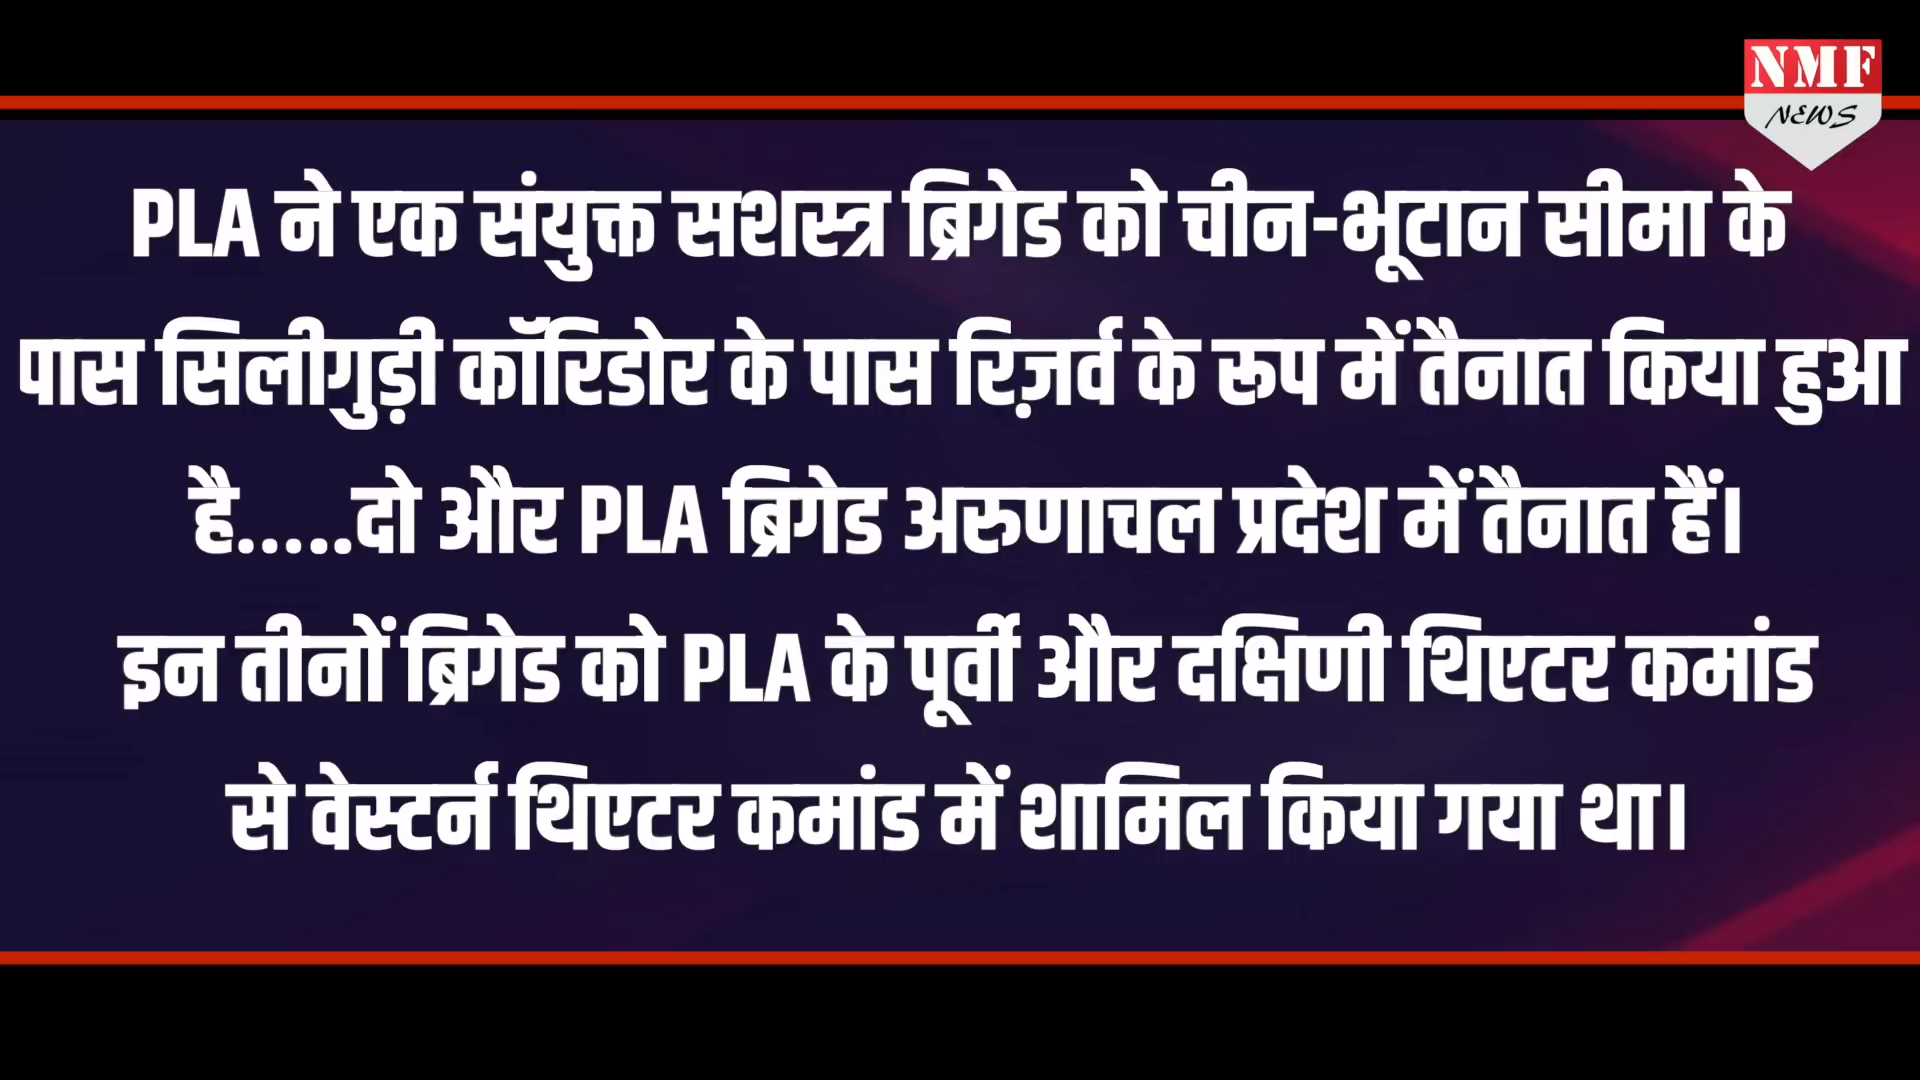 NMF
NEWS
PLA ने एक संयुक्त सशस्त्र ब्रिगेड को चीन-भूटान सीमा के
पास सिलीगुड़ी कॉरिडोर के पास रिज़र्व के रूप में तैनात किया हुआ
है.....दो और PLA ब्रिगेड अरुणाचल प्रदेश में तैनात हैं।
इन तीनों ब्रिगेड को PLA के पूर्वी और दक्षिणी थिएटर कमांड
से वेस्टर्न थिएटर कमांड में शामिल किया गया था।